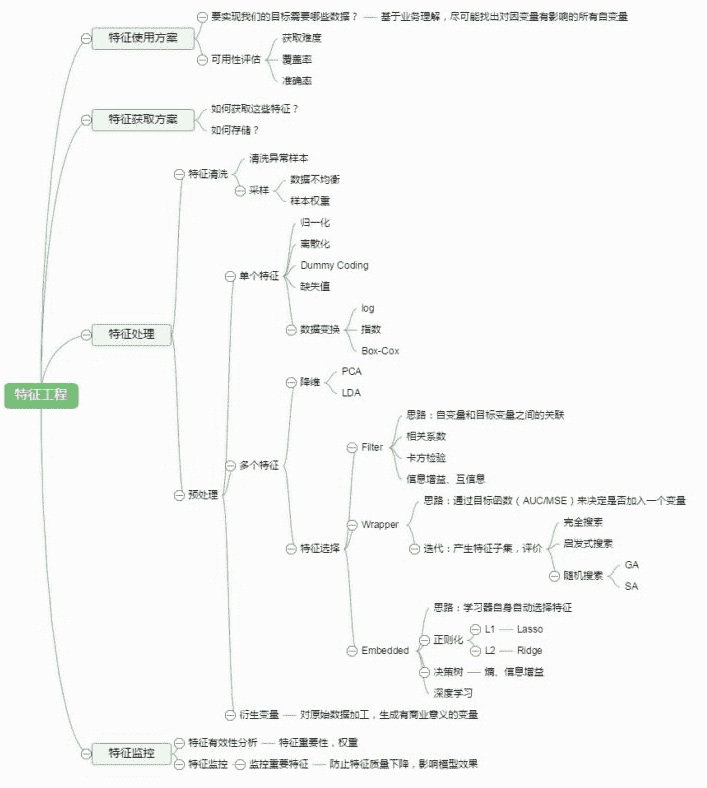 特征工程
特征使用方案
要实现我们的目标需要哪些数据？
基于业务理解，尽可能找出对因变量有影响的所有自变量
可用性评估
获取难度
覆盖率
准确率
特征获取方案
如何获取这些特征？
如何存储？
特征处理
特征清洗
清洗异常样本
采样
数据不均衡
样本权重
预处理
单个特征
归一化
离散化
Dummy Coding
缺失值
数据变换
log
指数
Box-Cox
多个特征
降维
PCA
LDA
特征选择
Filter
思路：自变量和目标变量之间的关联
相关系数
卡方检验
信息增益、互信息
Wrapper
思路：通过目标函数（AUC/MSE）来决定是否加入一个变量
迭代：产生特征子集，评价
完全搜索
启发式搜索
随机搜索
GA
SA
Embedded
思路：学习器自身自动选择特征
正则化
L1
Lasso
L2
Ridge
决策树
熵、信息增益
深度学习
衍生变量
对原始数据加工，生成有商业意义的变量
特征监控
特征有效性分析
特征重要性，权重
特征监控
监控重要特征
防止特征质量下降，影响模型效果